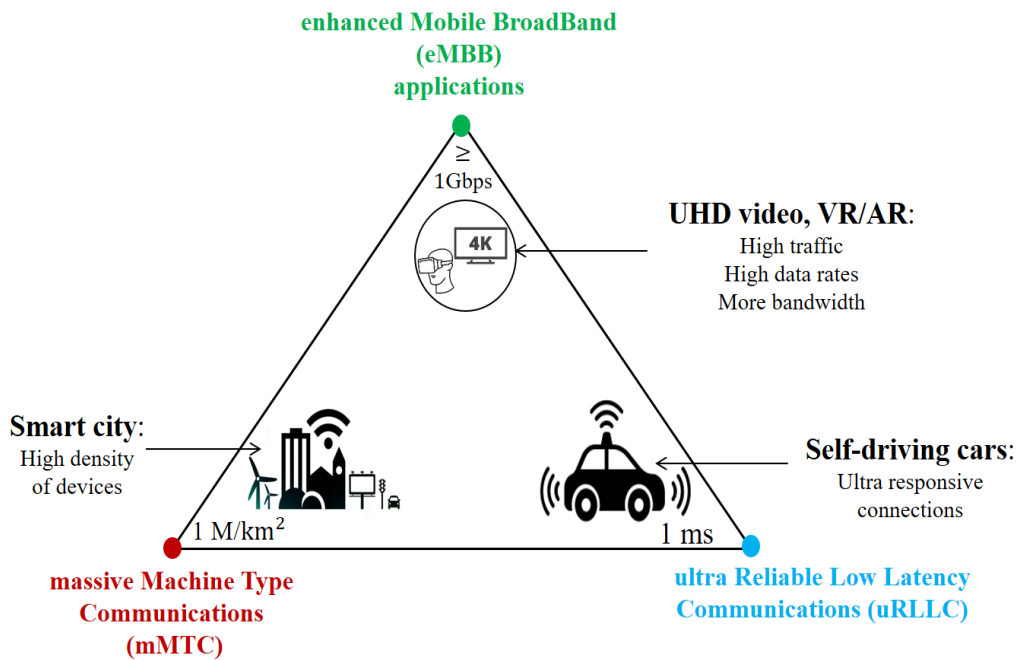 enhanced Mobile BroadBand
(eMBB)
applications
≥
1Gbps
4K
UHD video, VR/AR:
High traffic
High data rates
More bandwidth
Smart city:
High density
of devices
Self-driving cars:
Ultra responsive
connections
1 M/km²
1 ms
massive Machine Type
Communications
(mMTC)
ultra Reliable Low Latency
Communications (uRLLC)